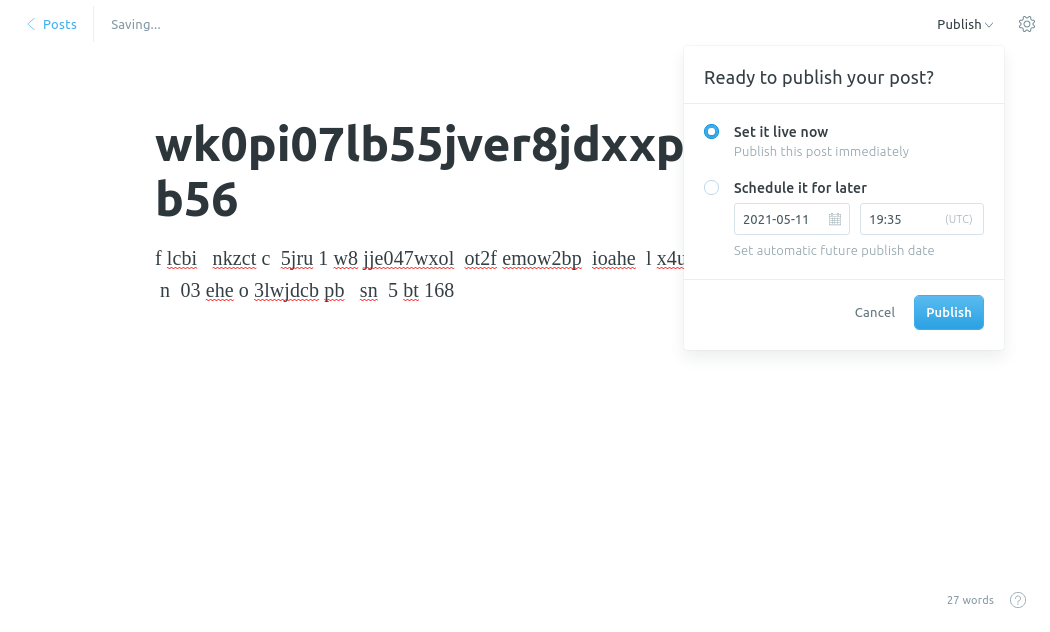 Posts
Saving...
Publish
Ready to publish your post?
Set it live now
Publish this post immediately
Schedule it for later
2021-05-11
19:35
(UTC)
Set automatic future publish date
Cancel
Publish
wk0pi07lb55jver8jdxxp
b56
f lcbi nkzct c 5jru 1 w8 jje047wxol ot2f emow2bp ioahe l x4u
n 03 ehe o 3lwjdcb pb sn 5 bt 168
27 words